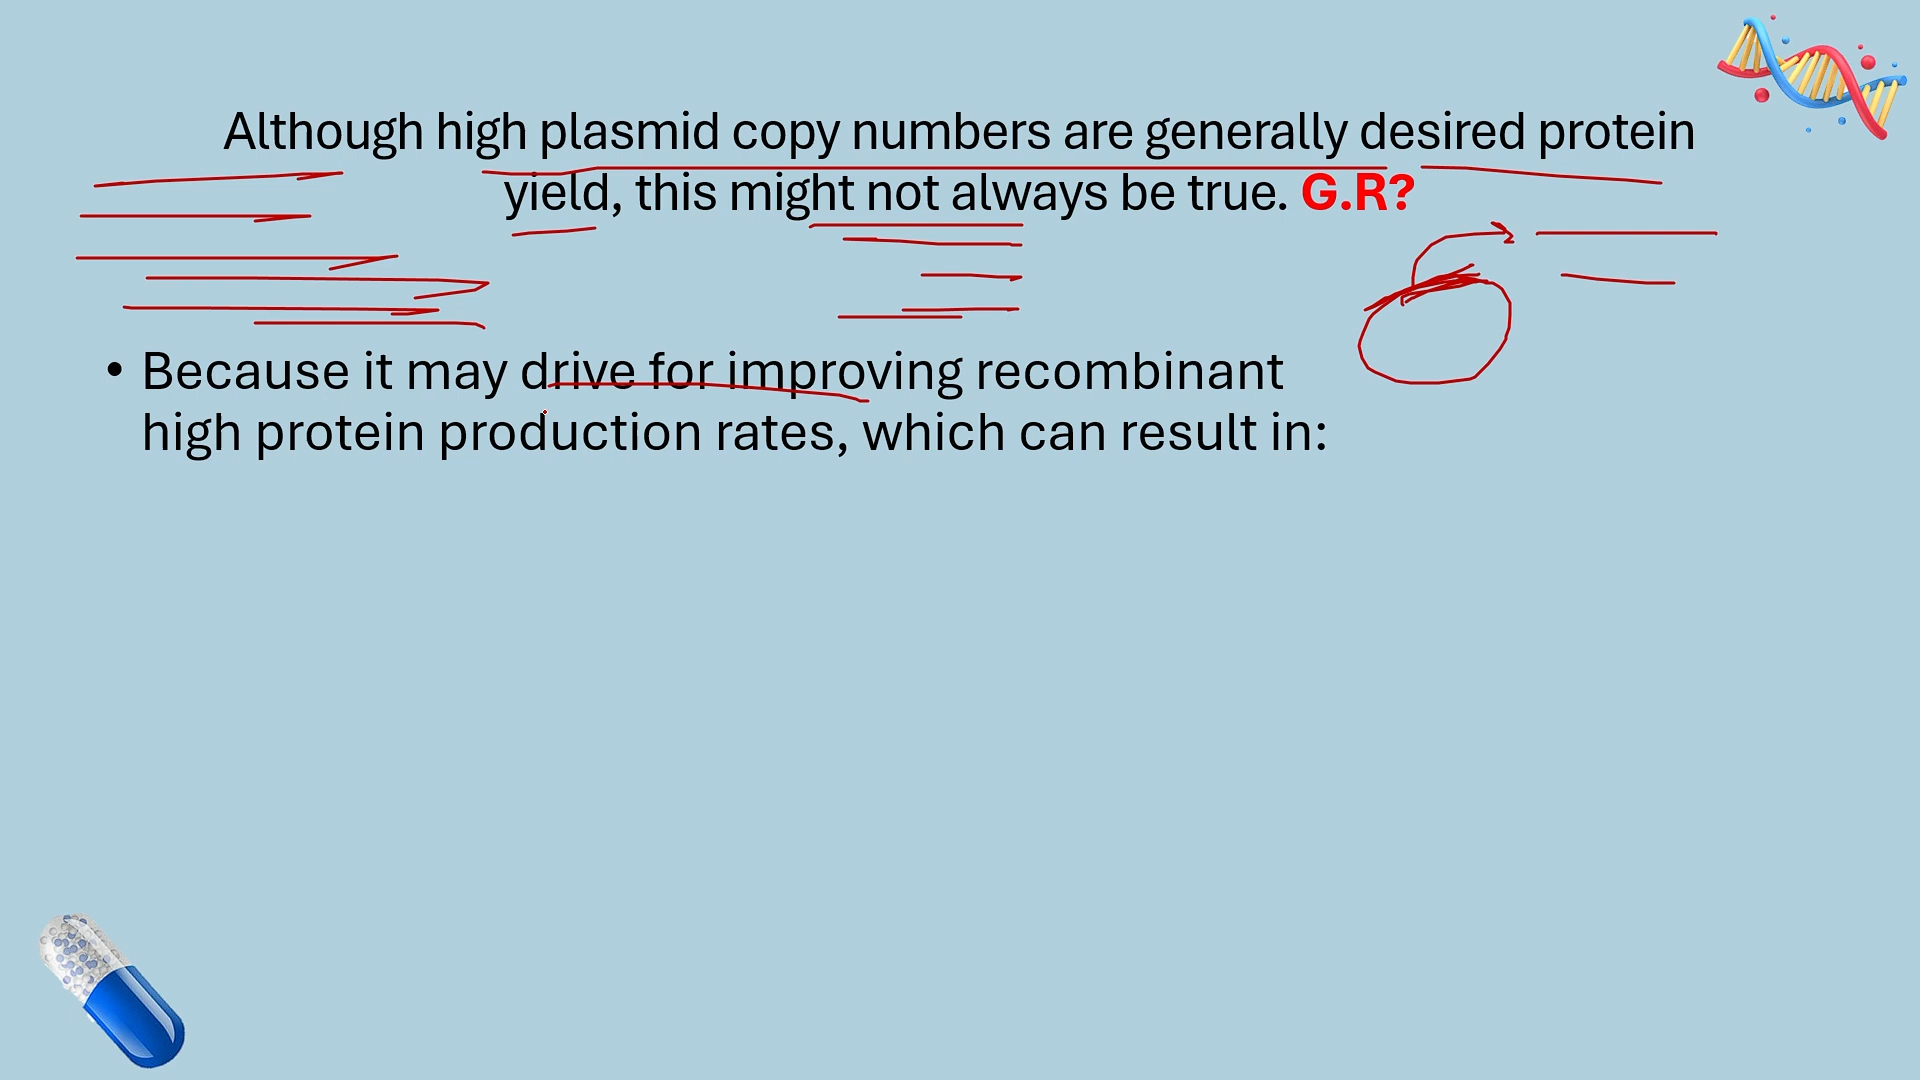 Although high plasmid copy numbers are generally desired protein
yield, this might not always be true. G.R?
• Because it may drive for improving recombinant
high protein production rates, which can result in: